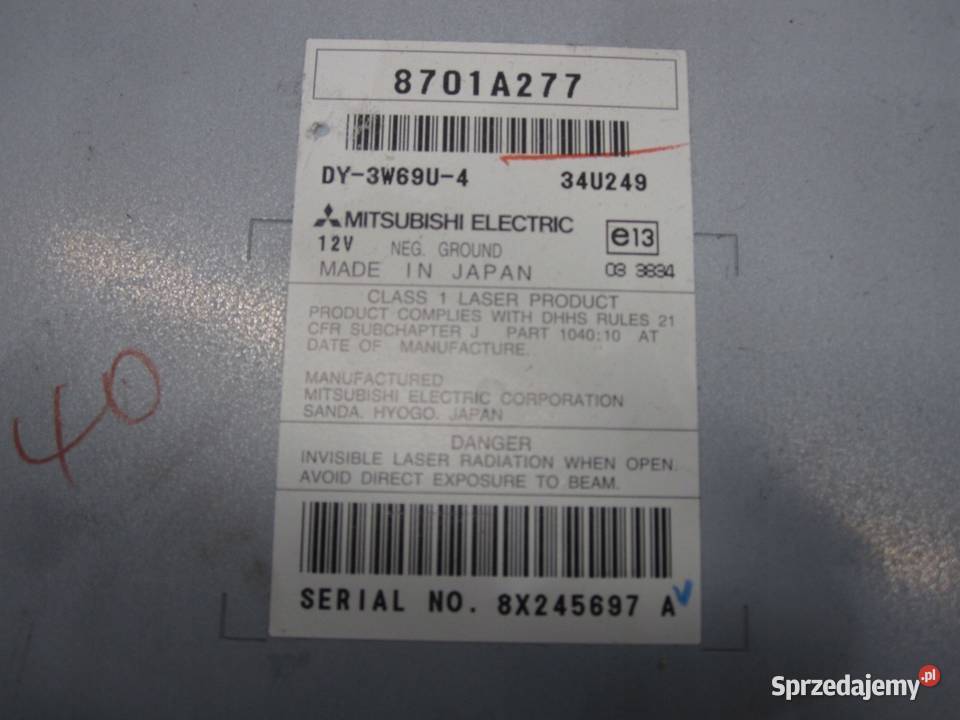 8701A277
DY-3W69U-4 34U249
MITSUBISHI ELECTRIC e13
12V NEG. GROUND
MADE IN JAPAN 03 3834
CLASS 1 LASER PRODUCT
PRODUCT COMPLIES WITH DHHS RULES 21
CFR SUBCHAPTER J PART 1040:10 AT
DATE OF MANUFACTURE.
MANUFACTURED
MITSUBISHI ELECTRIC CORPORATION
SANDA. HYOGO. JAPAN
DANGER
INVISIBLE LASER RADIATION WHEN OPEN.
AVOID DIRECT EXPOSURE TO BEAM.
SERIAL NO. 8X245697 A
40
Sprzedajemy.pl